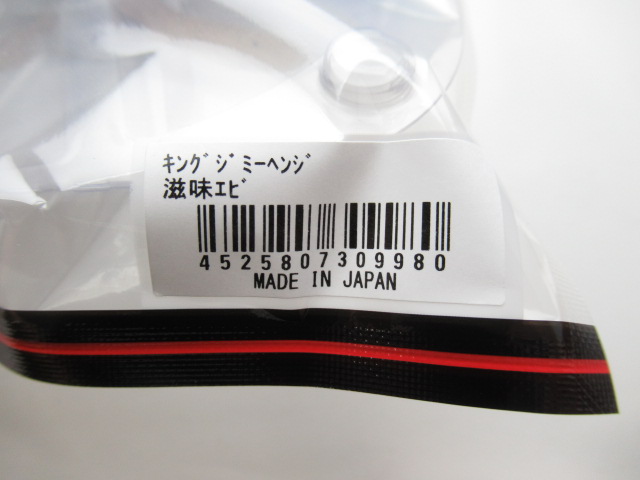 ｷﾝｸﾞｼﾞﾐｰﾍﾝｼﾞ
滋味ｴﾋﾞ
4525807309980
MADE IN JAPAN